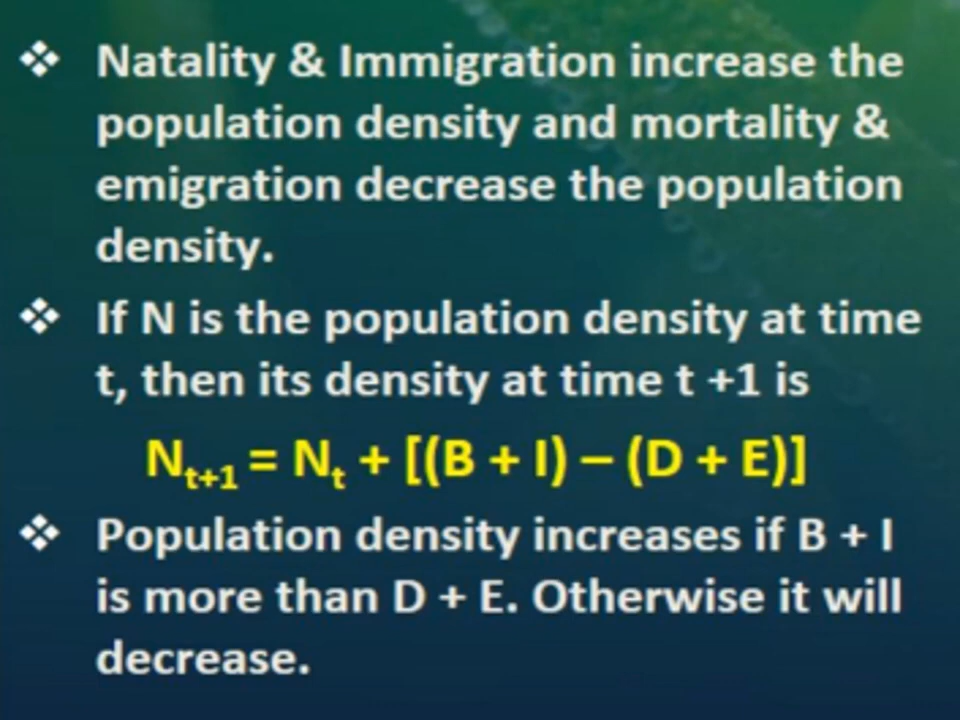 ❖ Natality & Immigration increase the
population density and mortality &
emigration decrease the population
density.
❖ If N is the population density at time
t, then its density at time t +1 is
Nt+1 = Nt + [(B + I) – (D + E)]
❖ Population density increases if B + I
is more than D + E. Otherwise it will
decrease.